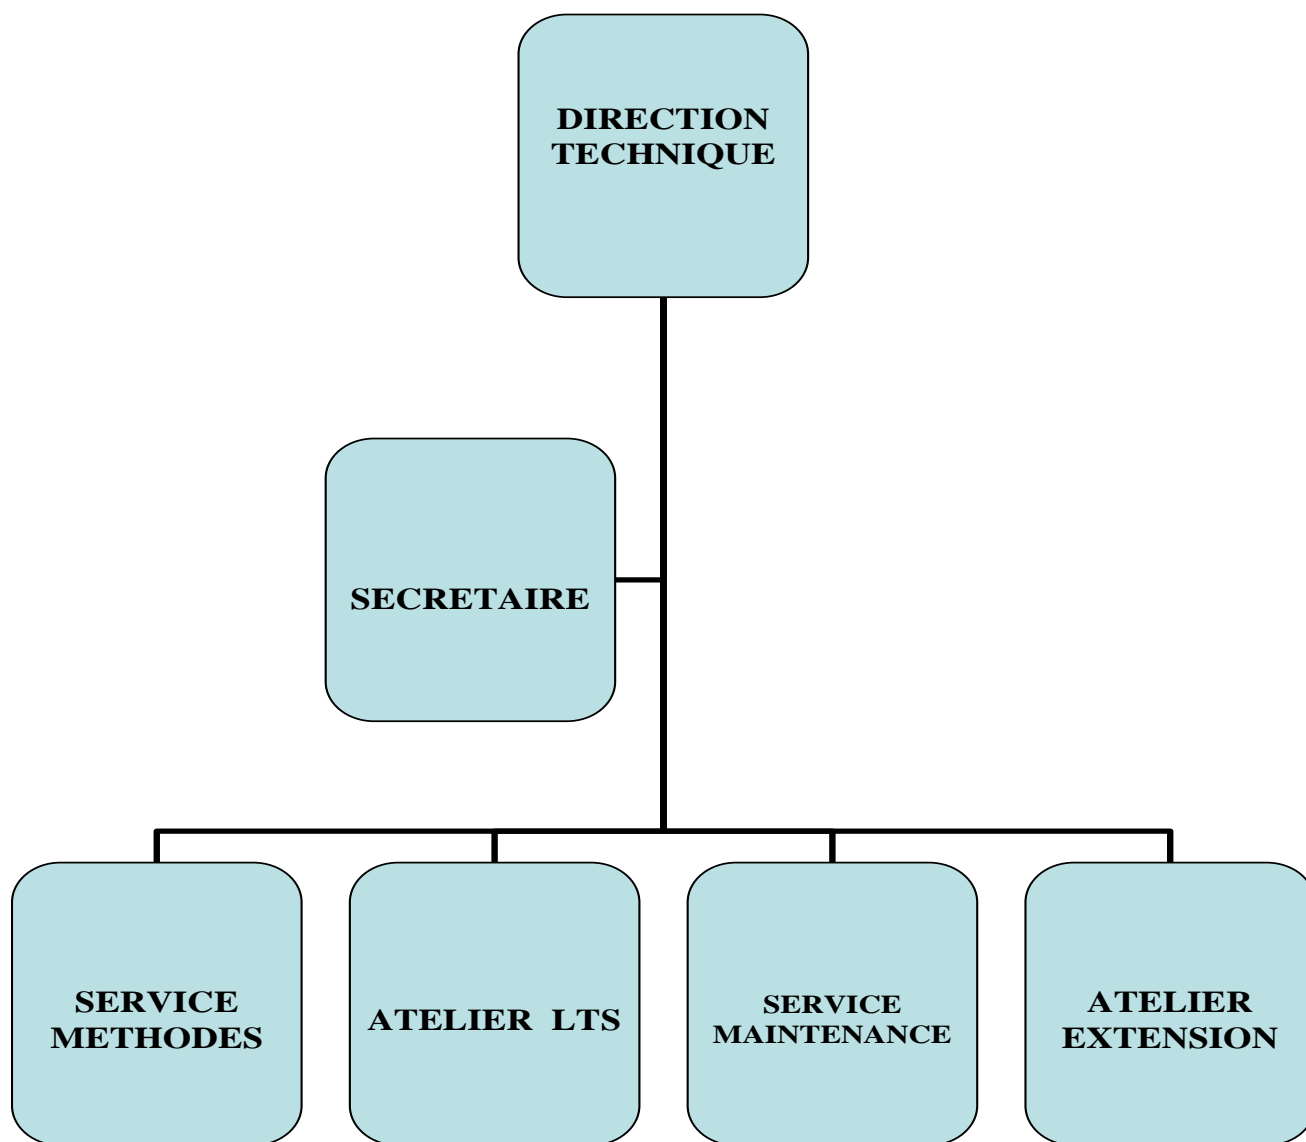 DIRECTION
TECHNIQUE
SECRETAIRE
SERVICE
METHODES
ATELIER LTS
SERVICE
MAINTENANCE
ATELIER
EXTENSION